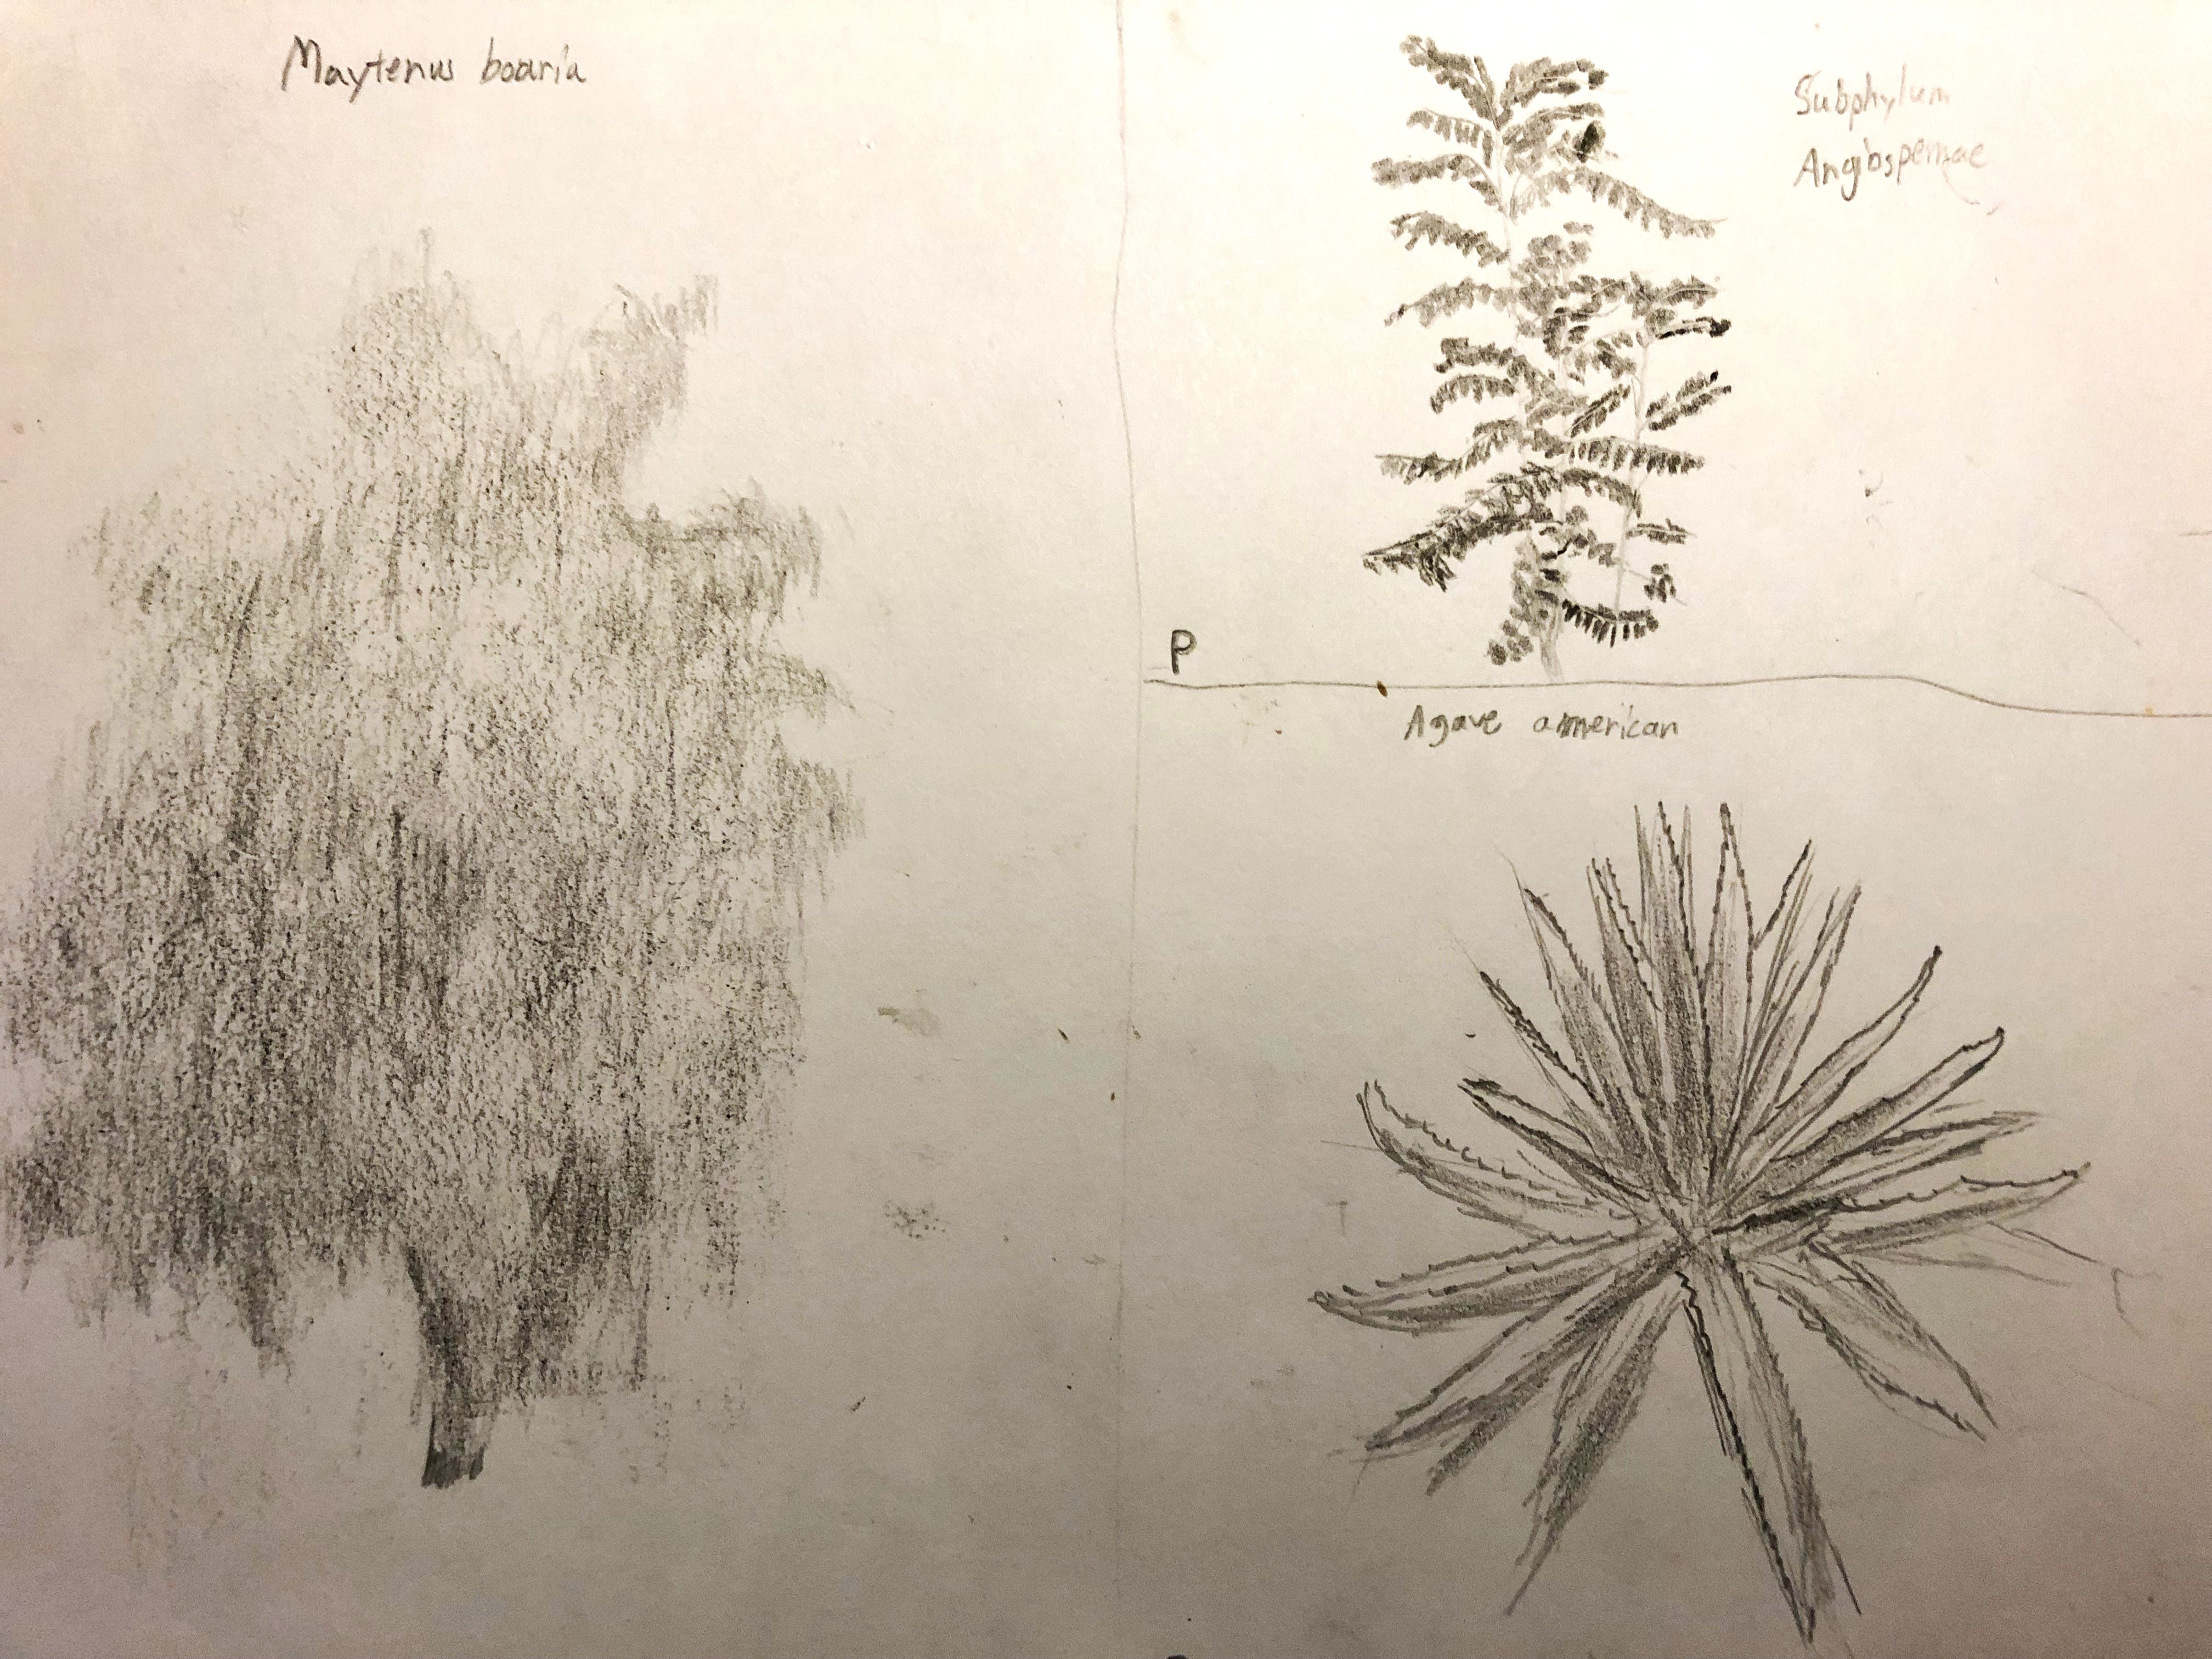 Maytenus boaria
Subphylum
Angiospermae
P
Agave american